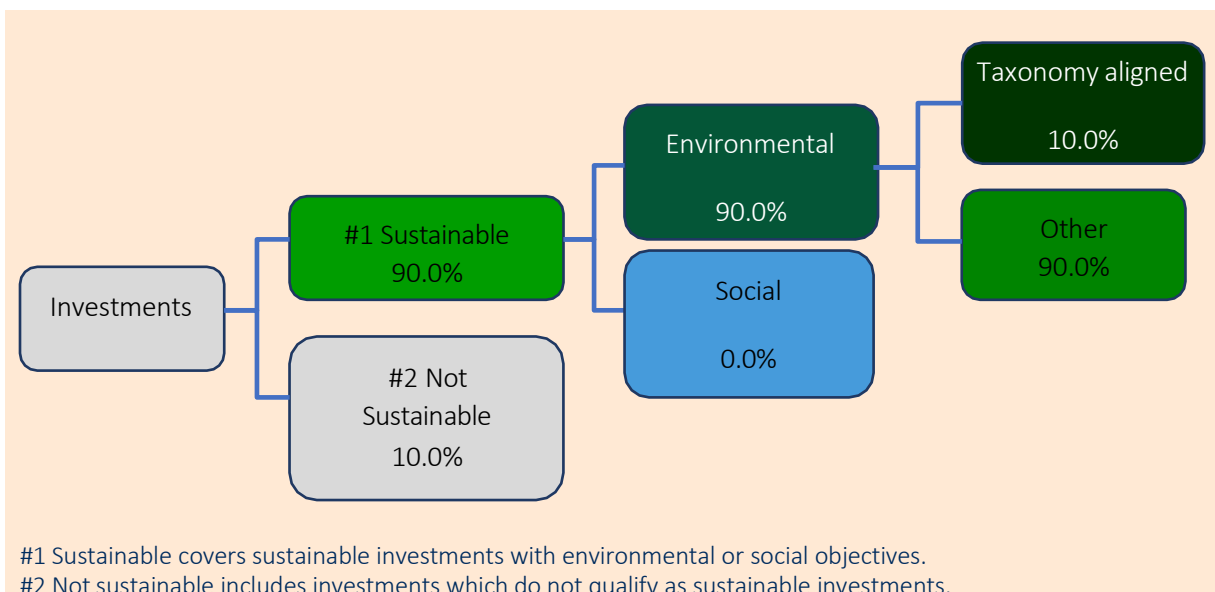 Investments
#1 Sustainable
90.0%
#2 Not
Sustainable
10.0%
Environmental
90.0%
Social
0.0%
Taxonomy aligned
10.0%
Other
90.0%
#1 Sustainable covers sustainable investments with environmental or social objectives.
#2 Not sustainable includes investments which do not qualify as sustainable investments.